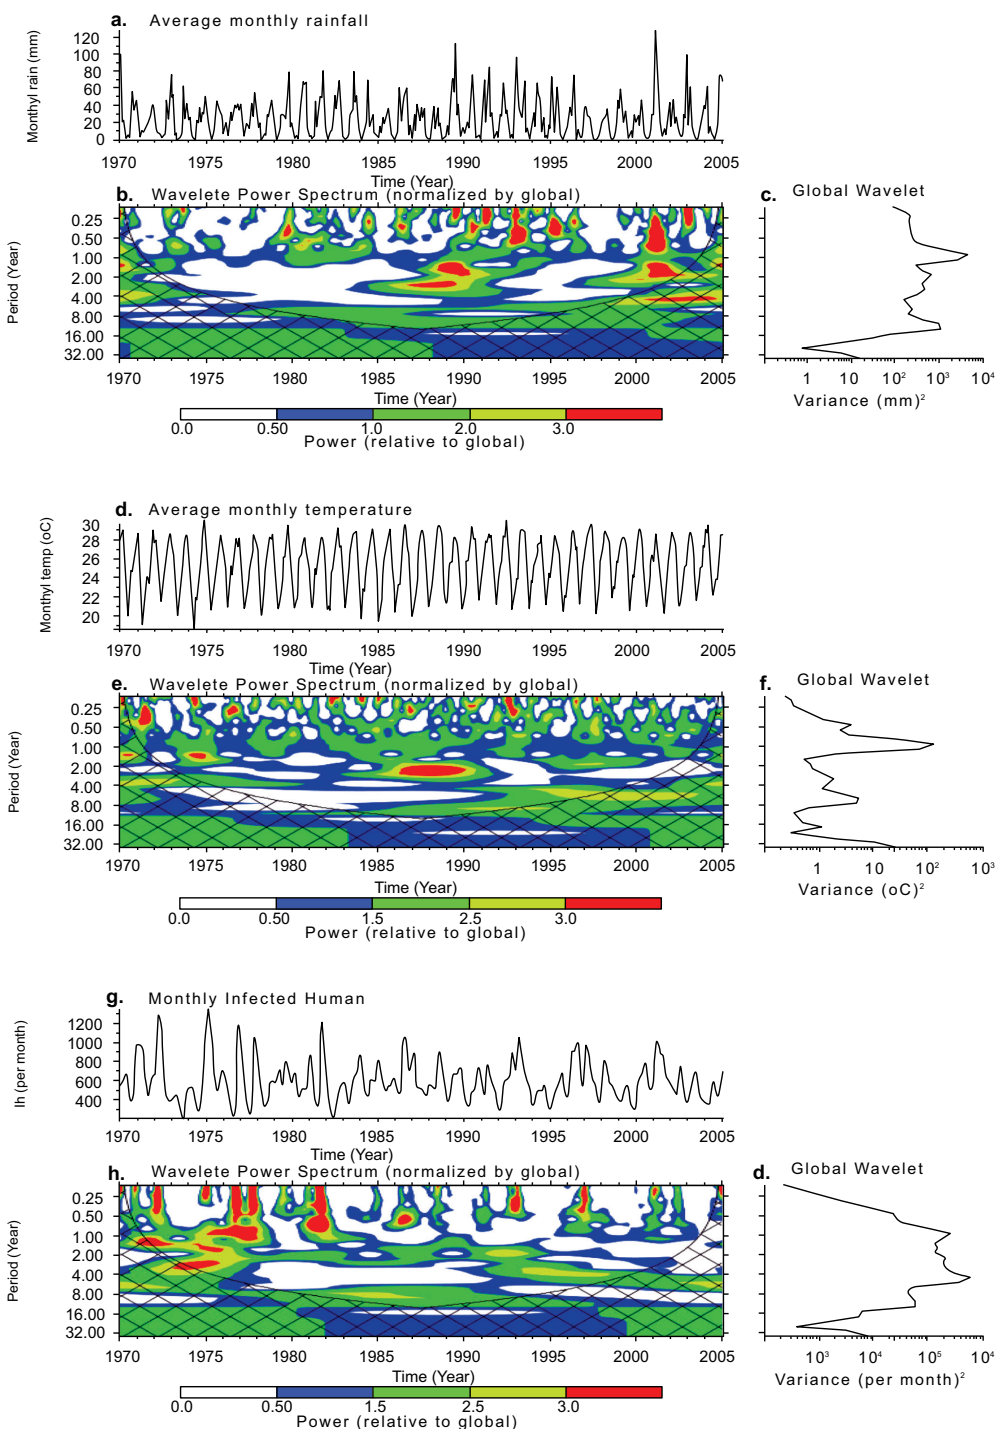 a. Average monthly rainfall
Monthyl rain (mm)
120
100
80
60
40
20
0
1970 1975 1980 1985 1990 1995 2000 2005
Time (Year)
b. Wavelete Power Spectrum (normalized by global)
Period (Year)
0.25
0.50
1.00
2.00
4.00
8.00
16.00
32.00
1970 1975 1980 1985 1990 1995 2000 2005
Time (Year)
0.0 0.50 1.0 2.0 3.0
Power (relative to global)
c. Global Wavelet
1 10 10² 10³ 10⁴
Variance (mm)²
d. Average monthly temperature
Monthyl temp (oC)
30
28
26
24
22
20
1970 1975 1980 1985 1990 1995 2000 2005
Time (Year)
e. Wavelete Power Spectrum (normalized by global)
Period (Year)
0.25
0.50
1.00
2.00
4.00
8.00
16.00
32.00
1970 1975 1980 1985 1990 1995 2000 2005
Time (Year)
0.0 0.50 1.5 2.5 3.0
Power (relative to global)
f. Global Wavelet
1 10 10² 10³
Variance (oC)²
g. Monthly Infected Human
Ih (per month)
1200
1000
800
600
400
1970 1975 1980 1985 1990 1995 2000 2005
Time (Year)
h. Wavelete Power Spectrum (normalized by global)
Period (Year)
0.25
0.50
1.00
2.00
4.00
8.00
16.00
32.00
1970 1975 1980 1985 1990 1995 2000 2005
Time (Year)
0.0 0.50 1.5 2.5 3.0
Power (relative to global)
d. Global Wavelet
10³ 10⁴ 10⁵ 10⁴
Variance (per month)²